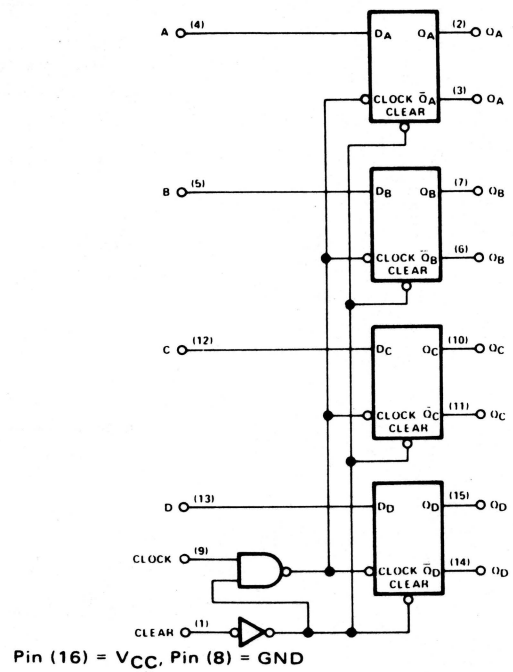 A (4) DA QA (2) QA
CLOCK Q̄A (3) QA
CLEAR
B (5) DB QB (7) QB
CLOCK Q̄B (6) QB
CLEAR
C (12) DC QC (10) QC
CLOCK Q̄C (11) QC
CLEAR
D (13) DD QD (15) QD
CLOCK (9) CLOCK Q̄D (14) QD
CLEAR
CLEAR (1)
Pin (16) = VCC, Pin (8) = GND